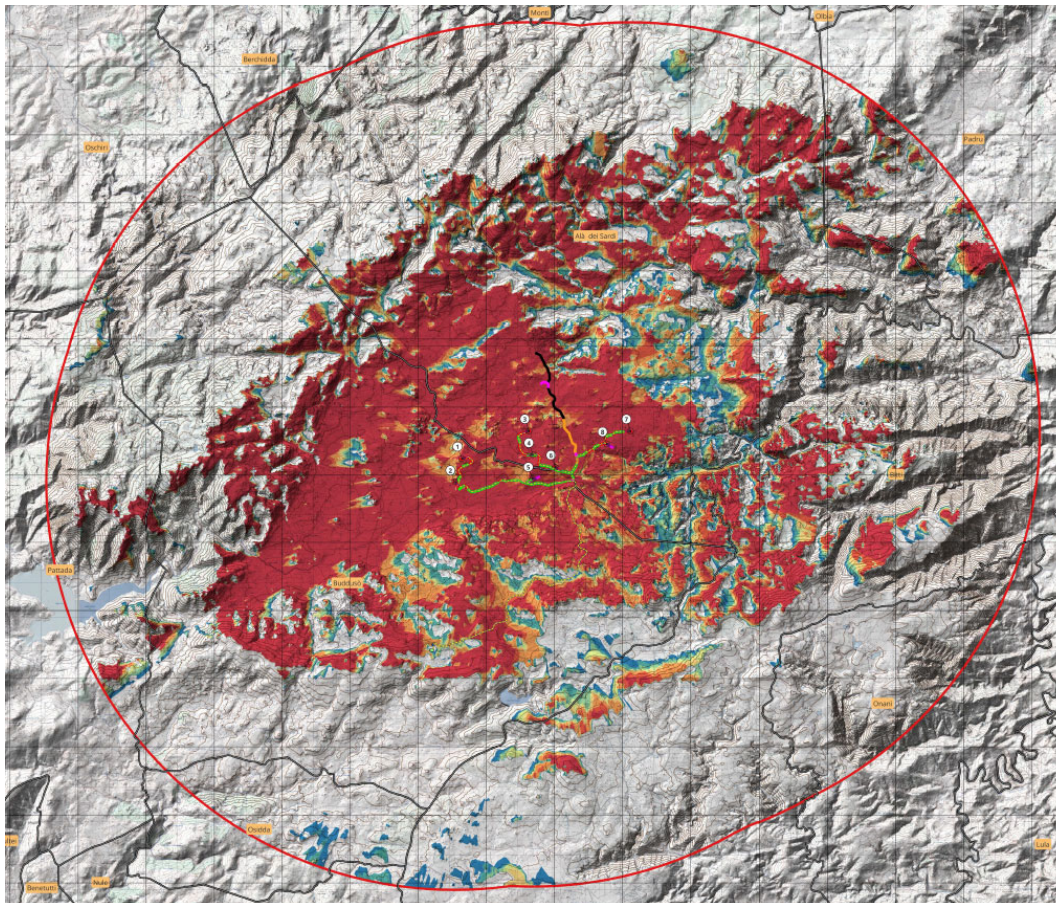 Monti
Olbia
Berchidda
Padru
Oschiri
Alà dei Sardi
3
7
8
1
4
6
2
5
Pattada
Buddusò
Onanì
Osidda
Lula
Benetutti
Nule